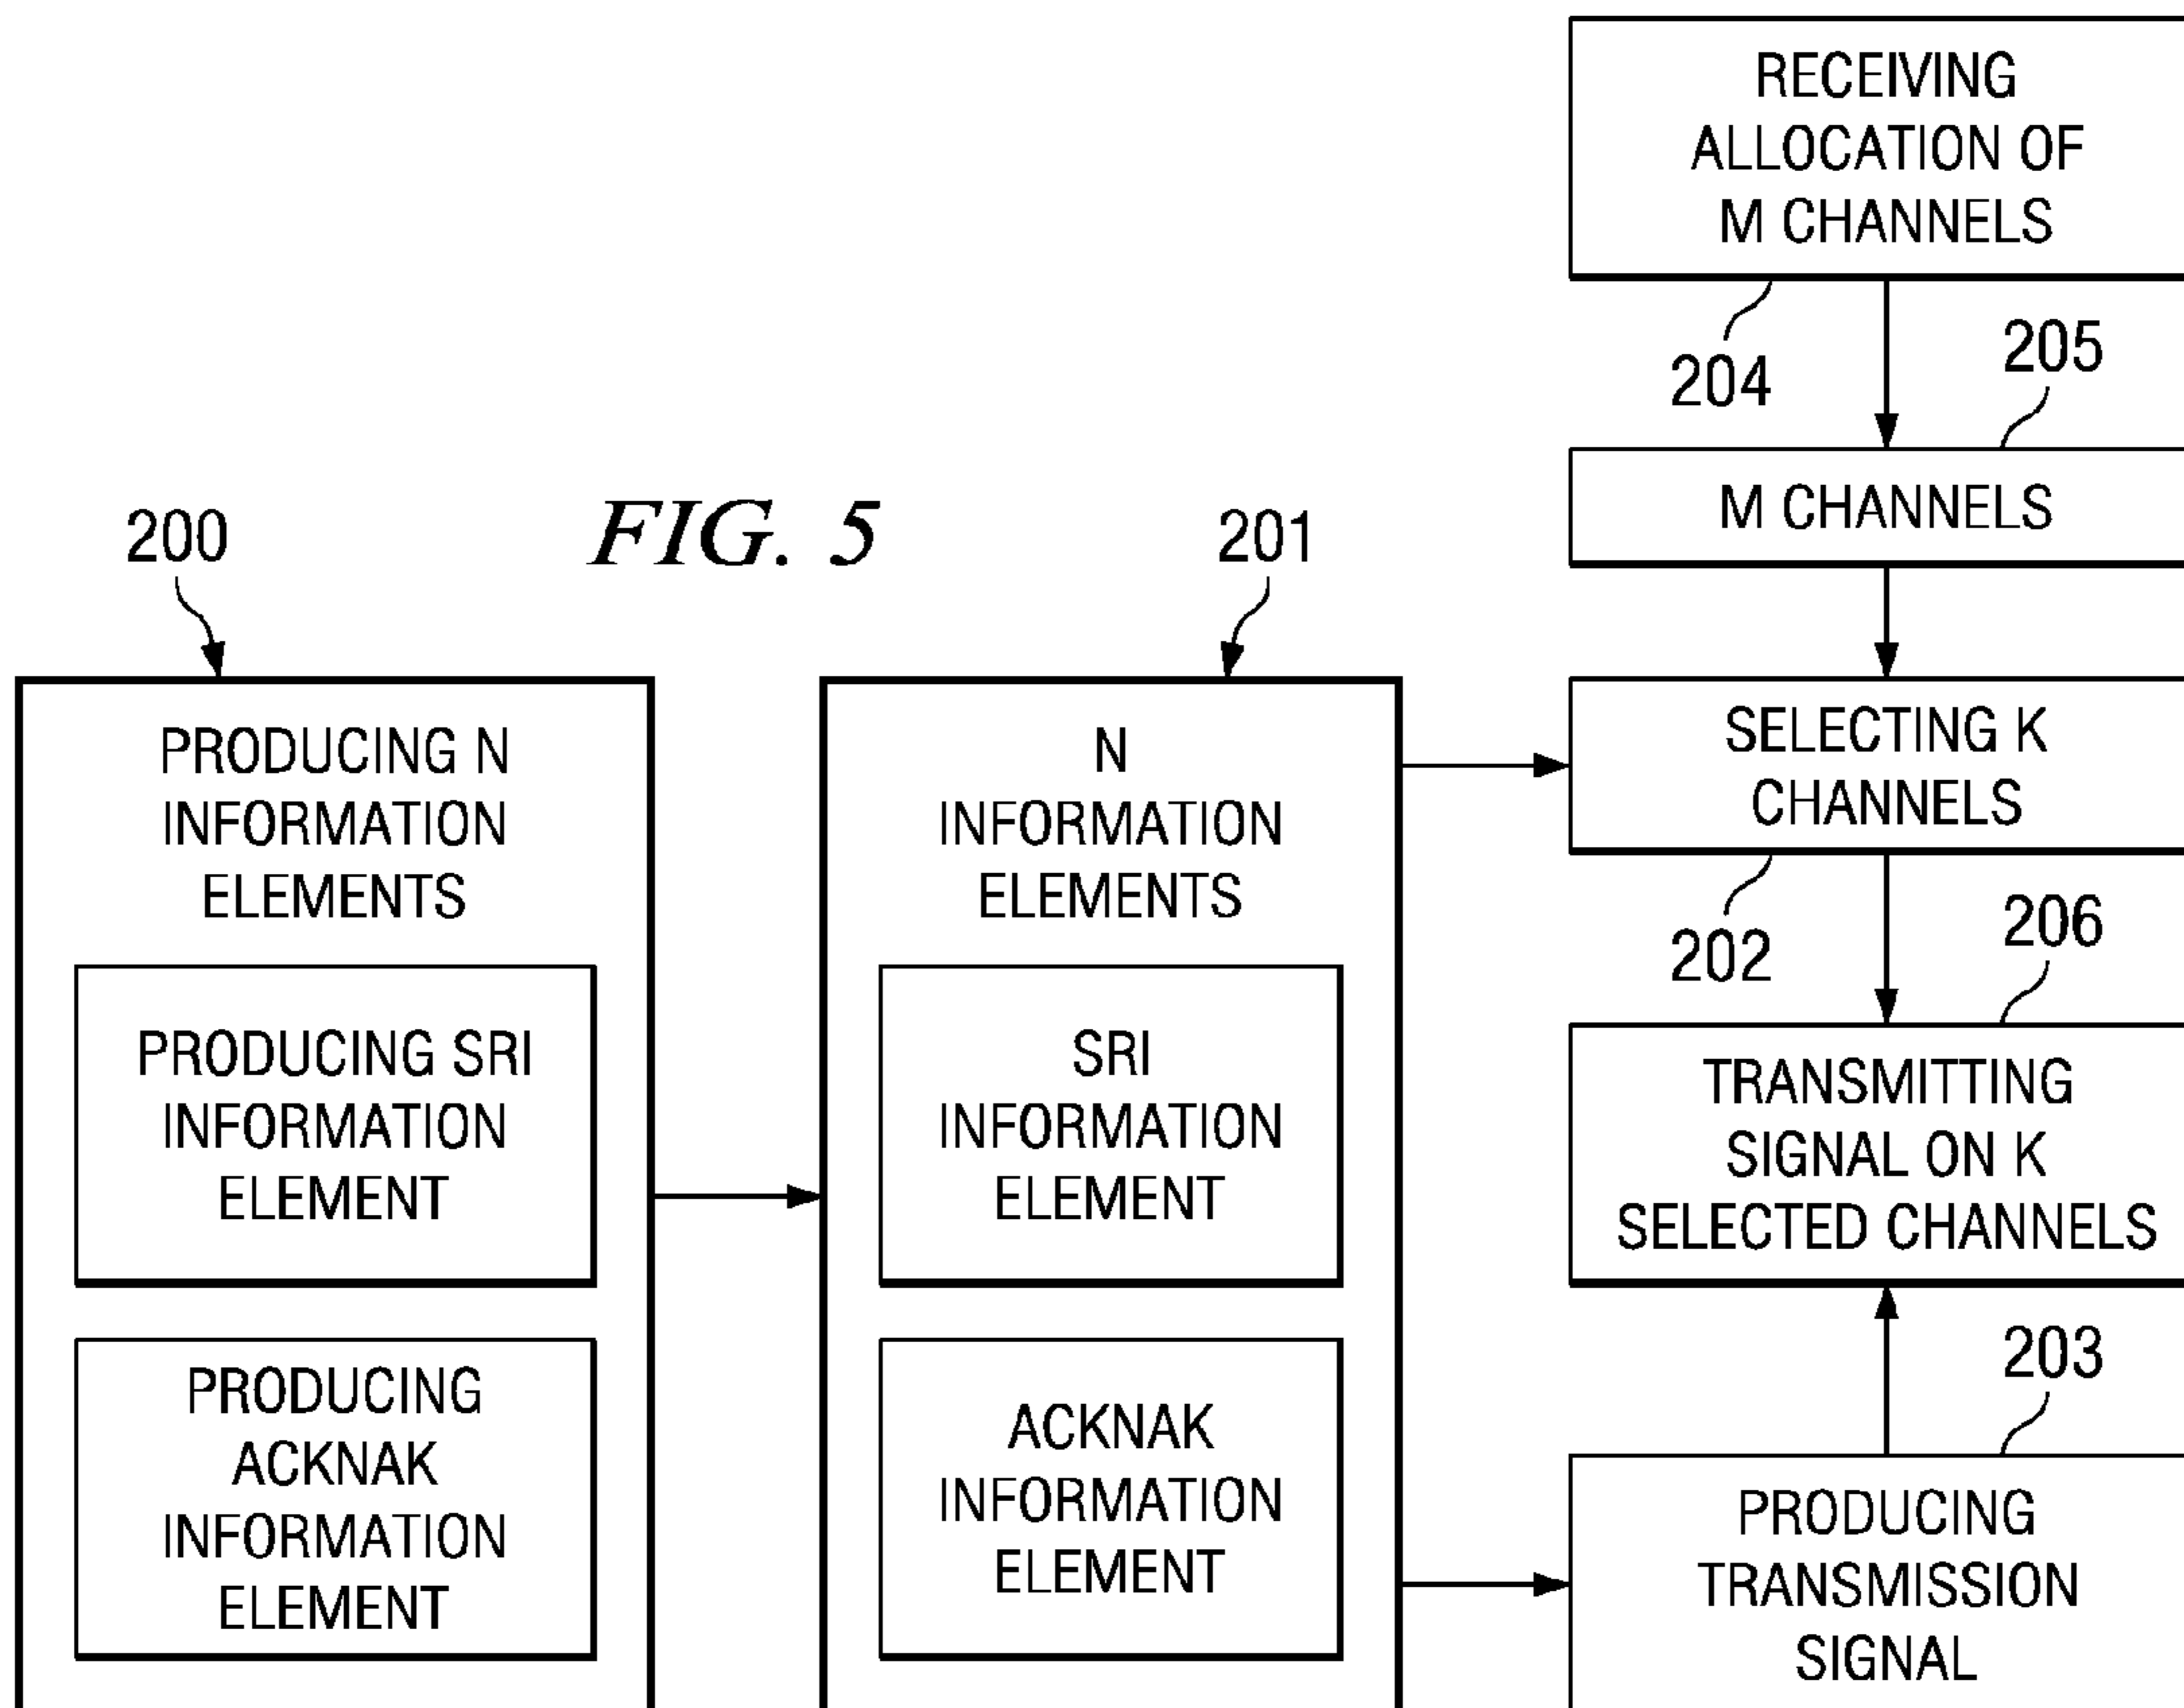 RECEIVING
ALLOCATION OF
M CHANNELS
204
205
M CHANNELS
FIG. 5
200
201
PRODUCING N
INFORMATION
ELEMENTS
PRODUCING SRI
INFORMATION
ELEMENT
PRODUCING
ACKNAK
INFORMATION
ELEMENT
N
INFORMATION
ELEMENTS
SRI
INFORMATION
ELEMENT
ACKNAK
INFORMATION
ELEMENT
SELECTING K
CHANNELS
202
206
TRANSMITTING
SIGNAL ON K
SELECTED CHANNELS
203
PRODUCING
TRANSMISSION
SIGNAL